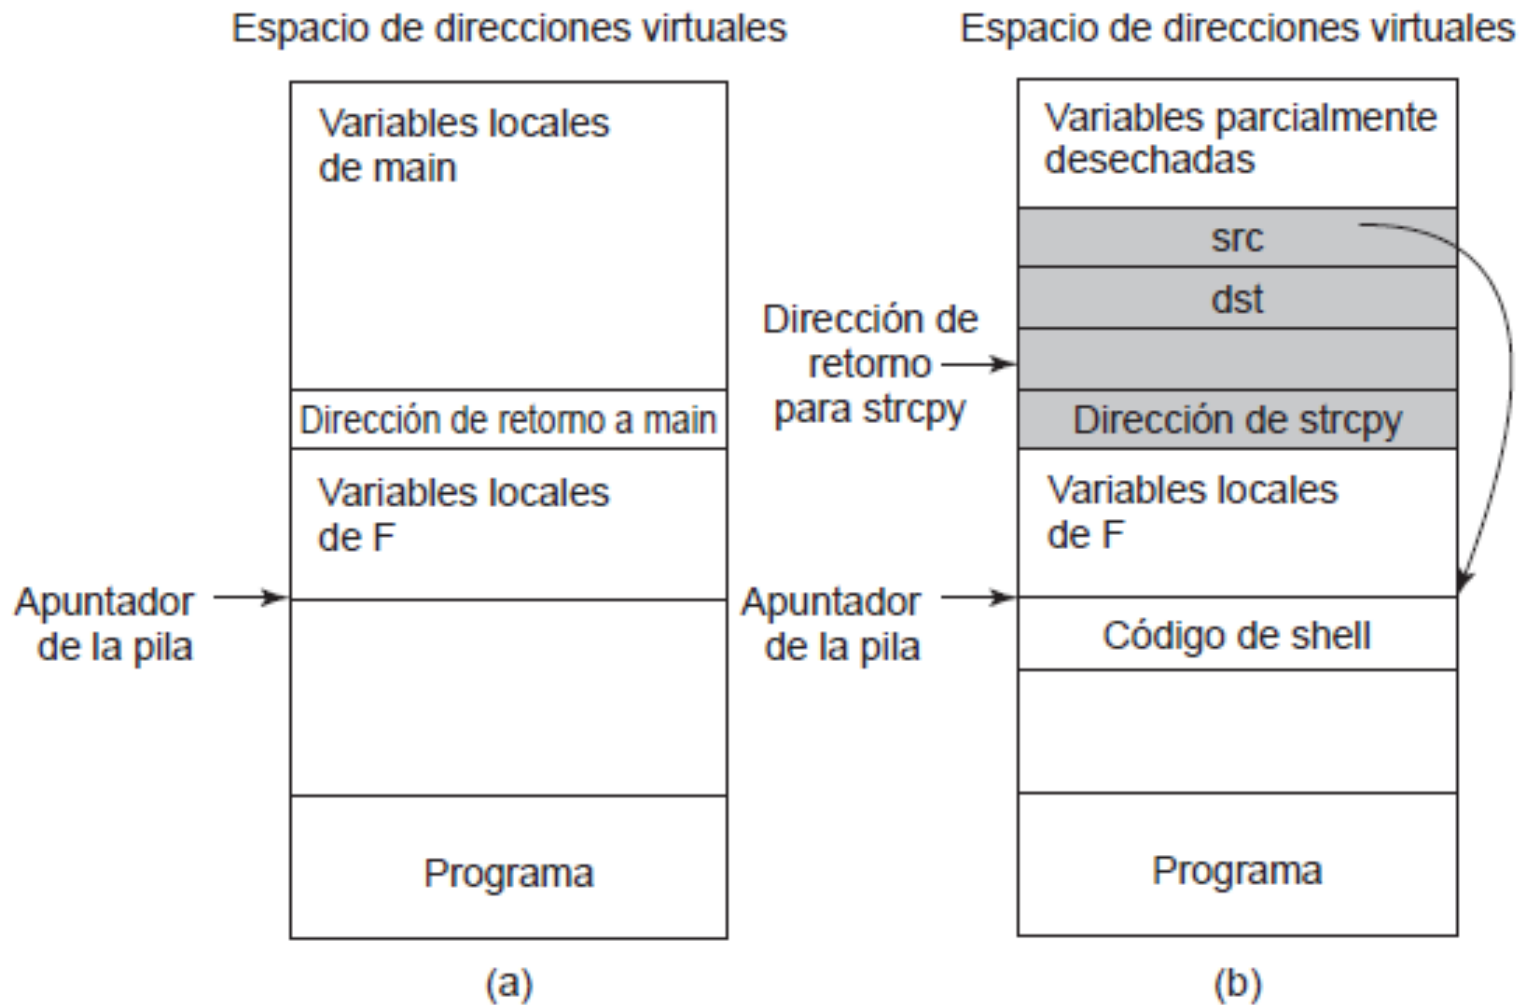 Espacio de direcciones virtuales
Variables locales
de main
Dirección de retorno a main
Variables locales
de F
Apuntador
de la pila
Programa
(a)
Espacio de direcciones virtuales
Variables parcialmente
desechadas
src
dst
Dirección de
retorno
para strcpy
Dirección de strcpy
Variables locales
de F
Apuntador
de la pila
Código de shell
Programa
(b)